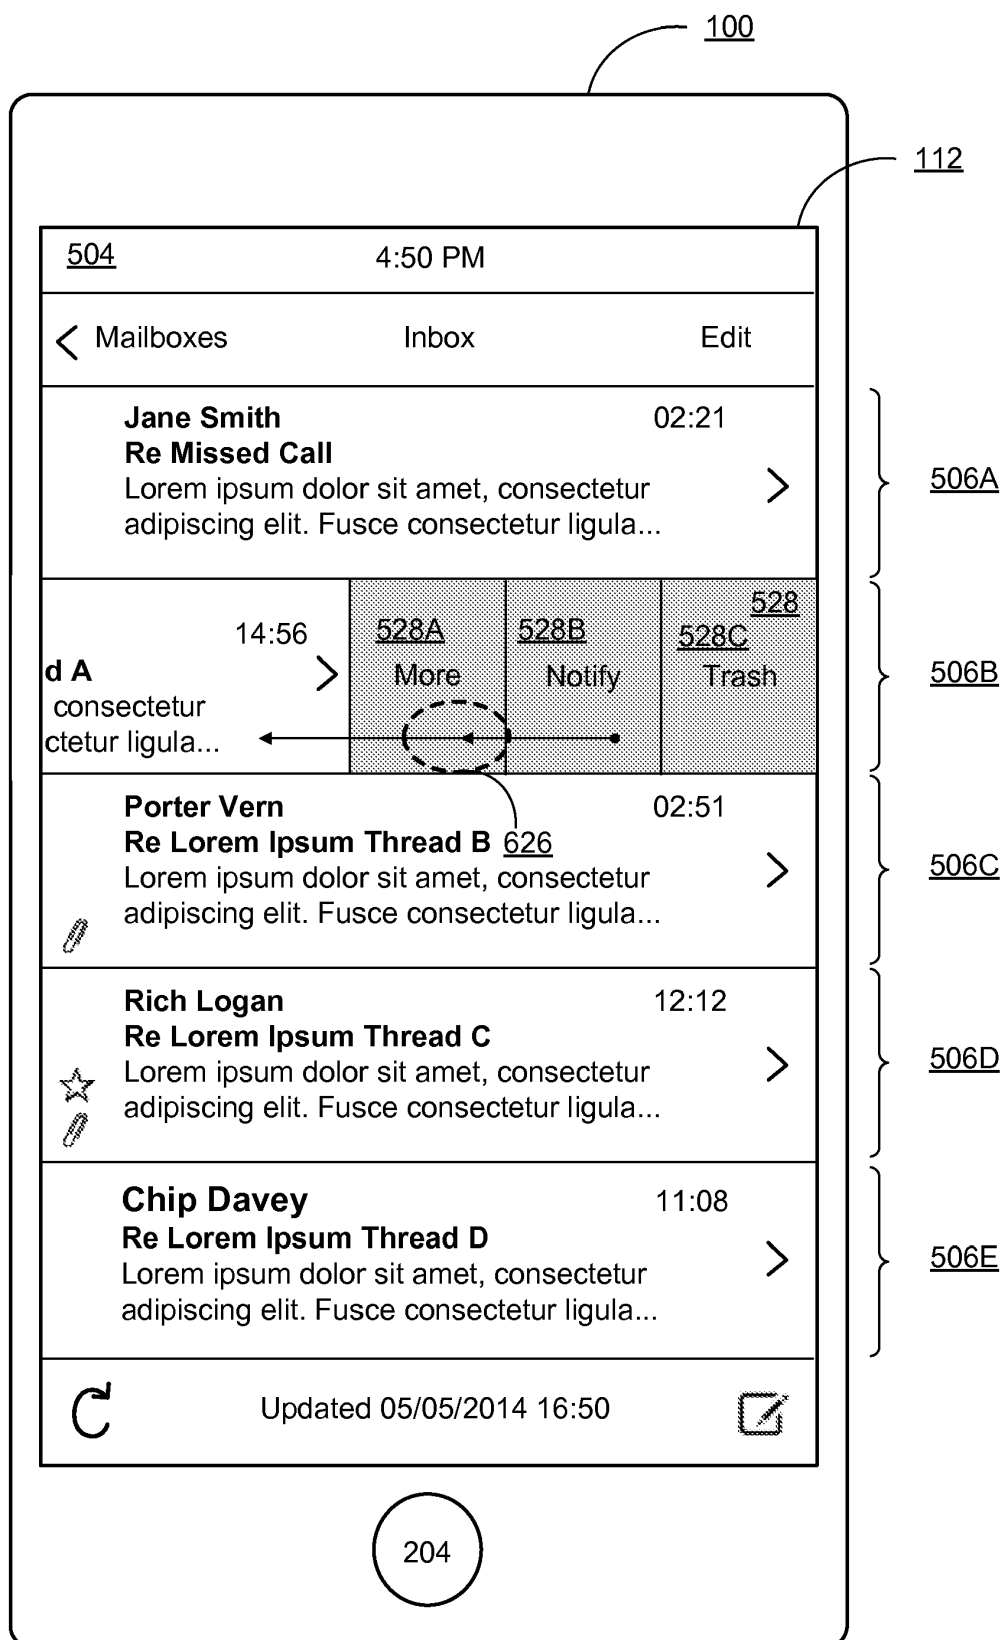 100
112
504 4:50 PM
Mailboxes Inbox Edit
Jane Smith 02:21
Re Missed Call
Lorem ipsum dolor sit amet, consectetur
adipiscing elit. Fusce consectetur ligula...
506A
14:56 528A 528B 528C 528
d A More Notify Trash
consectetur
ctetur ligula...
506B
Porter Vern 02:51
Re Lorem Ipsum Thread B 626
Lorem ipsum dolor sit amet, consectetur
adipiscing elit. Fusce consectetur ligula...
506C
Rich Logan 12:12
Re Lorem Ipsum Thread C
Lorem ipsum dolor sit amet, consectetur
adipiscing elit. Fusce consectetur ligula...
506D
Chip Davey 11:08
Re Lorem Ipsum Thread D
Lorem ipsum dolor sit amet, consectetur
adipiscing elit. Fusce consectetur ligula...
506E
Updated 05/05/2014 16:50
204